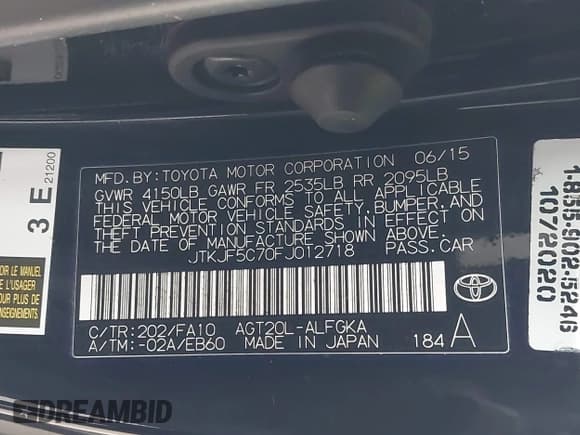 MFD.BY:TOYOTA MOTOR CORPORATION 06/15
GVWR 4150LB GAWR FR 2535LB RR 2095LB
THIS VEHICLE CONFORMS TO ALL APPLICABLE
FEDERAL MOTOR VEHICLE SAFETY,BUMPER,AND
THEFT PREVENTION STANDARDS IN EFFECT ON
THE DATE OF MANUFACTURE SHOWN ABOVE.
JTKJF5C70FJ012718 PASS.CAR
C/TR:202/FA10 AGT20L-ALFGKA
A/TM:-02A/EB60 MADE IN JAPAN 184 A
3 E 21200
ER LE MANUEL
107/2020
DREAMBID